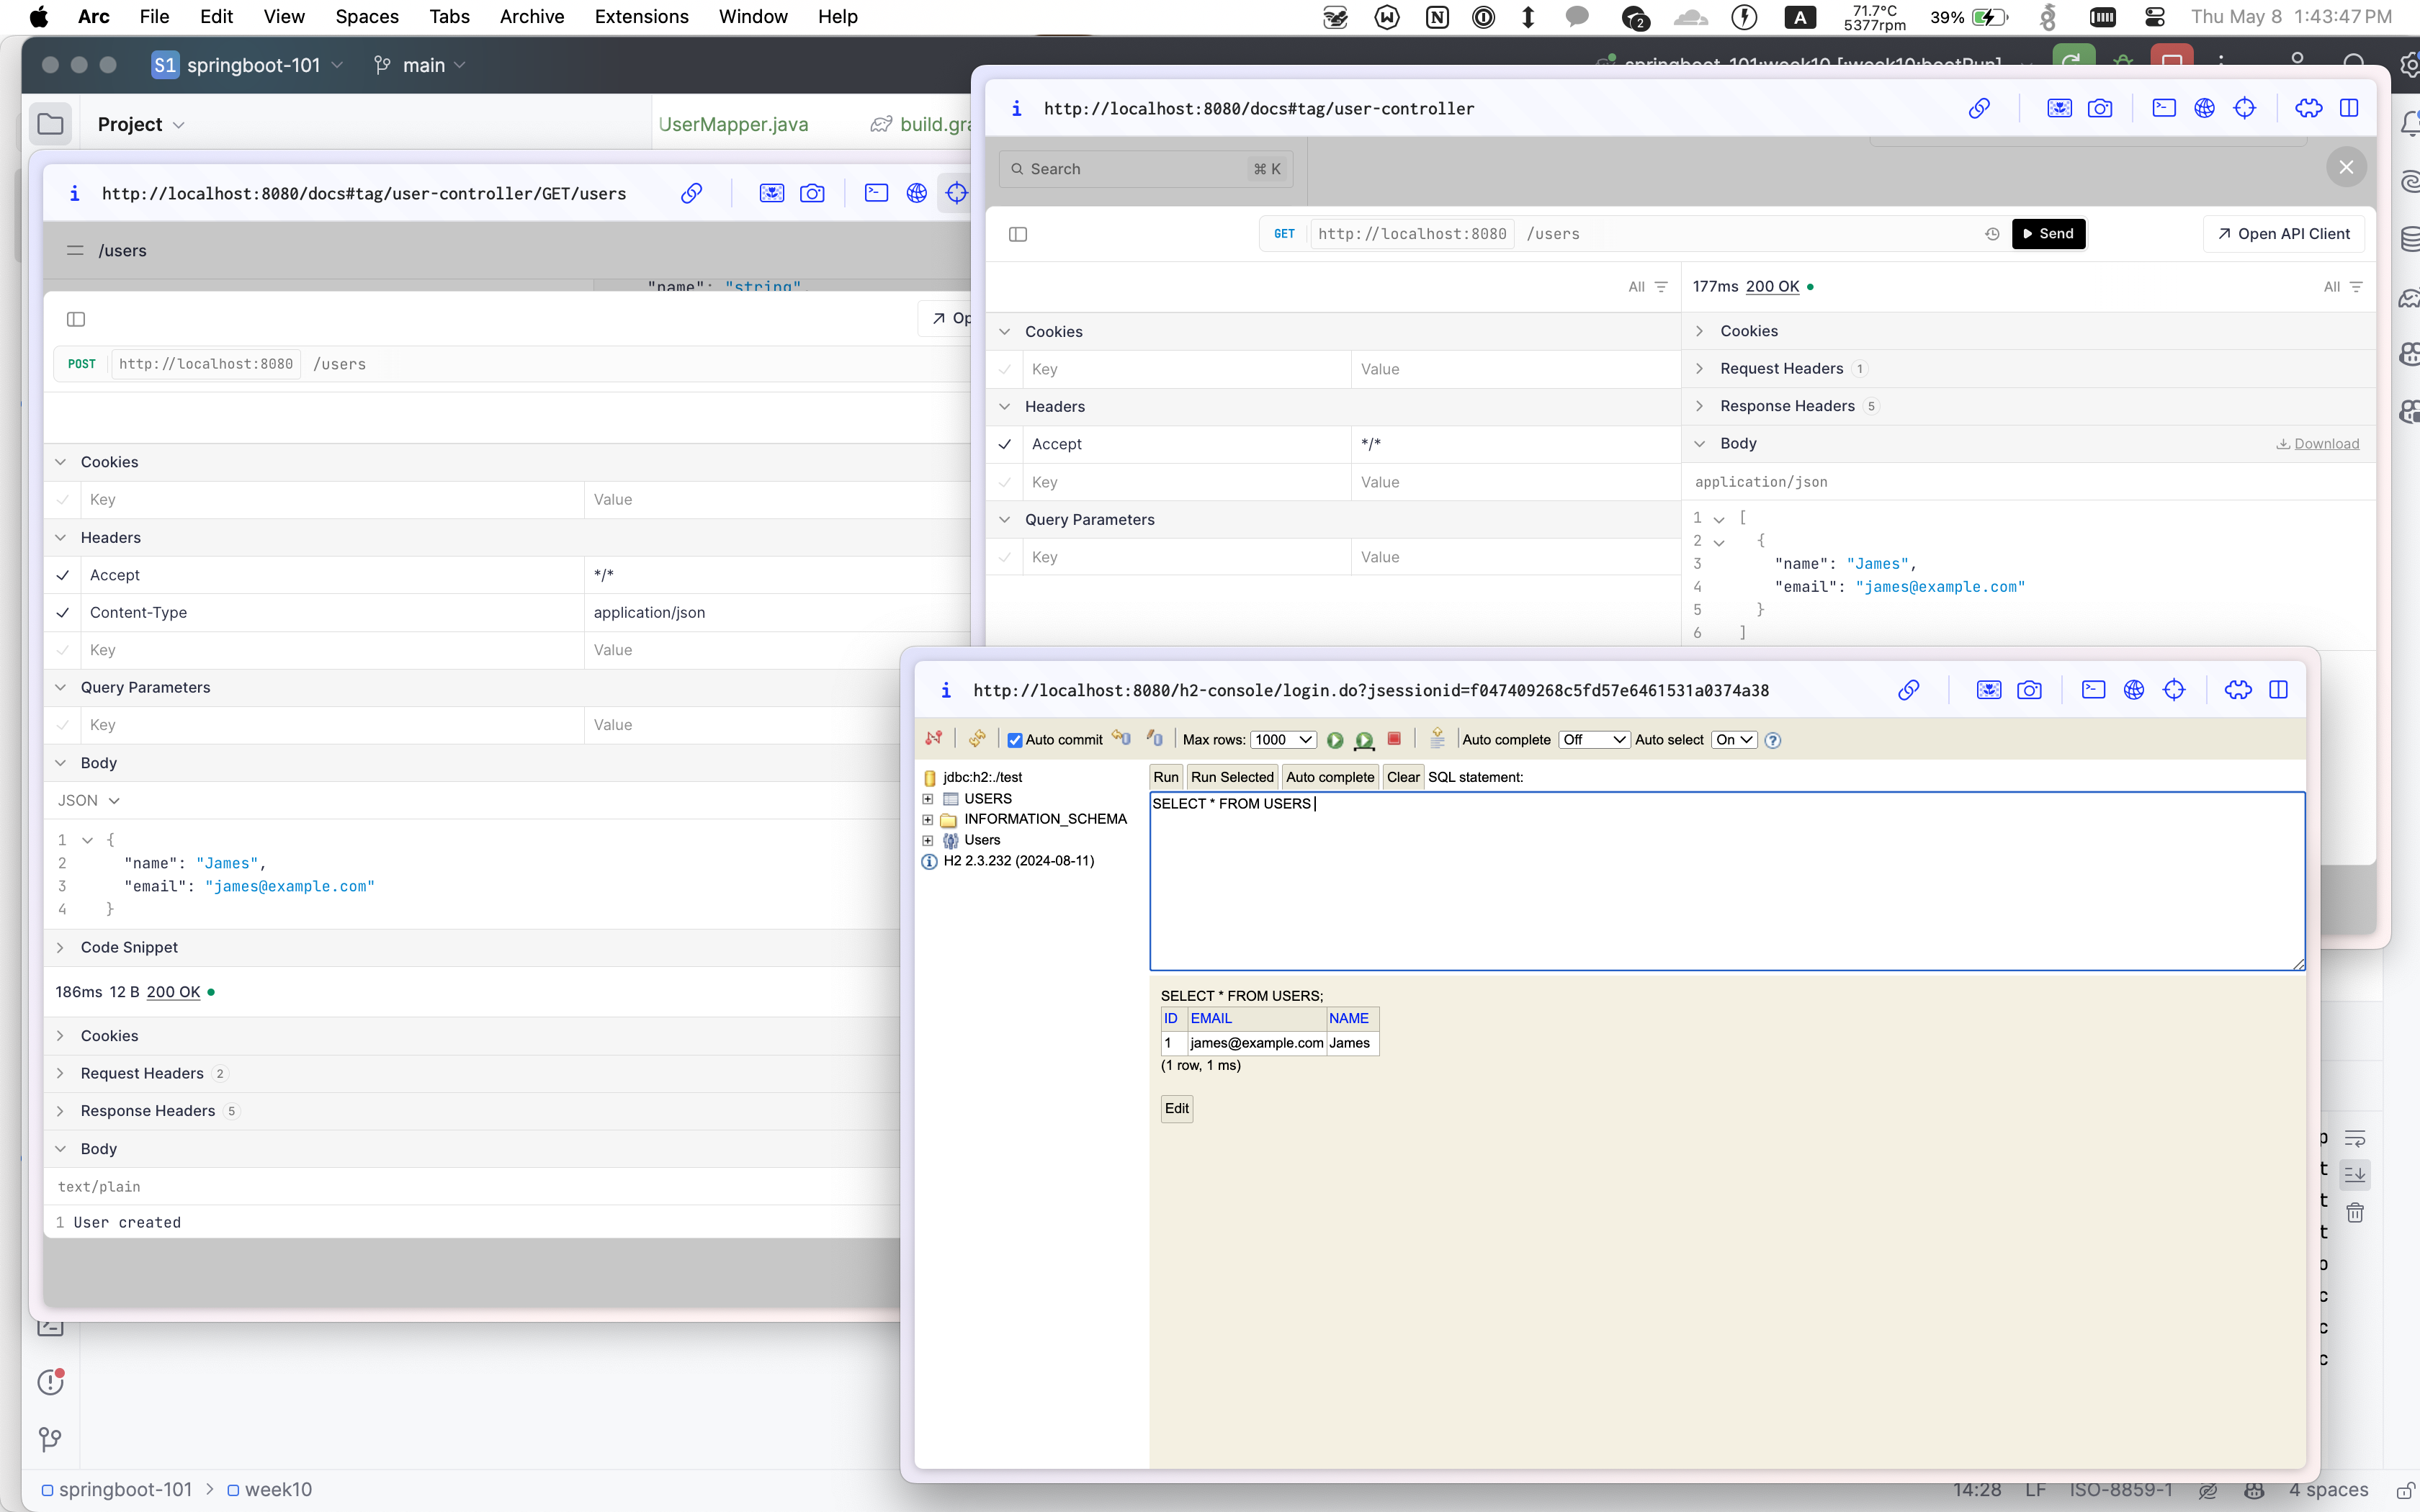 Arc File Edit View Spaces Tabs Archive Extensions Window Help
2 A 71.7°C 5377rpm 39% Thu May 8 1:43:47 PM
S1 springboot-101 main
Project
UserMapper.java build.gra
http://localhost:8080/docs#tag/user-controller/GET/users
/users
"name": "string",
POST http://localhost:8080 /users
Cookies
Key Value
Headers
Accept */*
Content-Type application/json
Key Value
Query Parameters
Key Value
Body
JSON
1 {
2 "name": "James",
3 "email": "james@example.com"
4 }
Code Snippet
186ms 12 B 200 OK
Cookies
Request Headers 2
Response Headers 5
Body
text/plain
1 User created
http://localhost:8080/docs#tag/user-controller
Search ⌘ K
GET http://localhost:8080 /users Send Open API Client
All
Cookies
Key Value
Headers
Accept */*
Key Value
Query Parameters
Key Value
177ms 200 OK All
Cookies
Request Headers 1
Response Headers 5
Body Download
application/json
1 [
2 {
3 "name": "James",
4 "email": "james@example.com"
5 }
6 ]
http://localhost:8080/h2-console/login.do?jsessionid=f047409268c5fd57e6461531a0374a38
Auto commit Max rows: 1000 Auto complete Off Auto select On
jdbc:h2:./test
USERS
INFORMATION_SCHEMA
Users
H2 2.3.232 (2024-08-11)
Run Run Selected Auto complete Clear SQL statement:
SELECT * FROM USERS
SELECT * FROM USERS;
ID EMAIL NAME
1 james@example.com James
(1 row, 1 ms)
Edit
springboot-101 > week10
14:28 LF ISO-8859-1 4 spaces